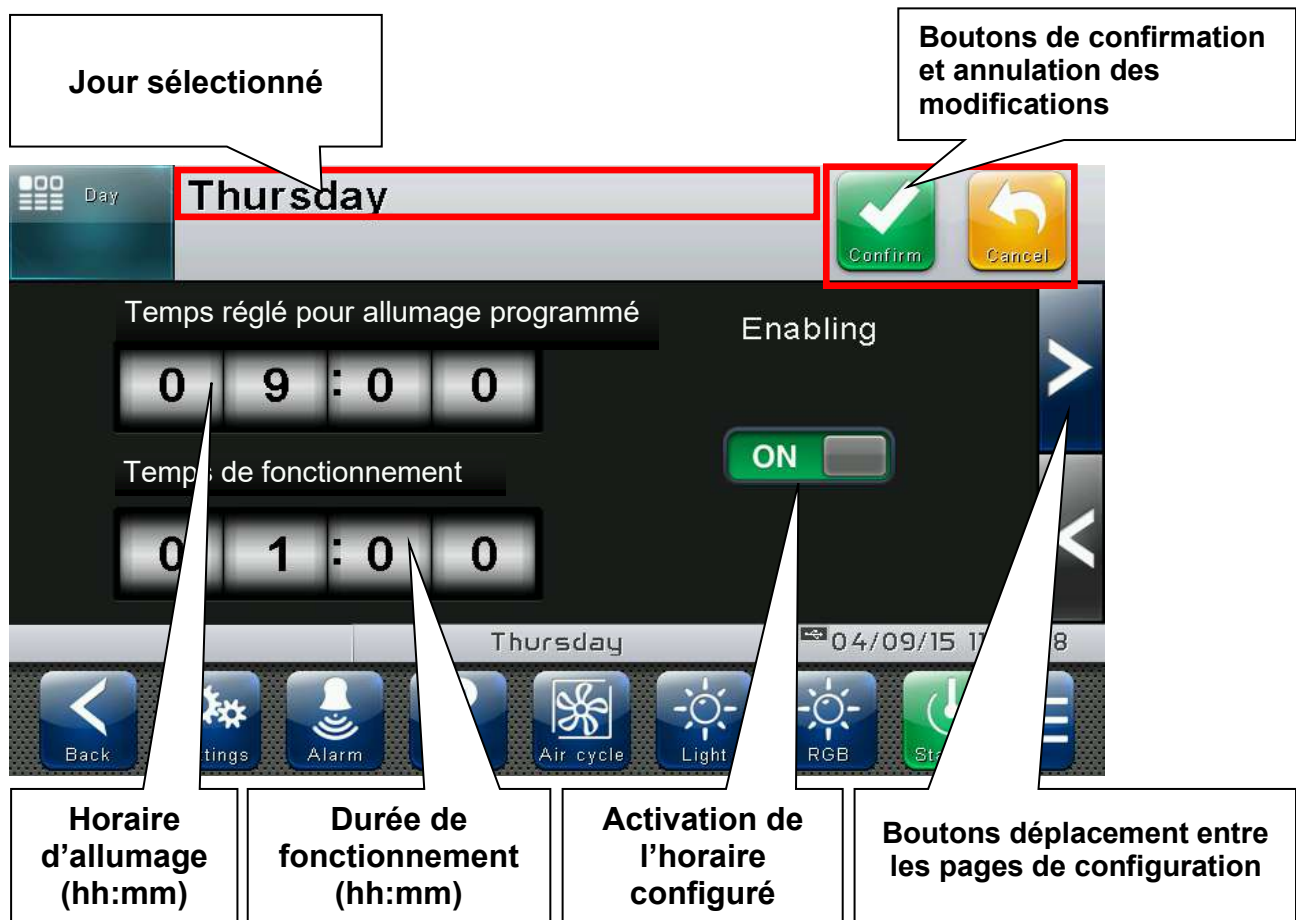 Jour sélectionné
Boutons de confirmation
et annulation des
modifications
Day
Thursday
Confirm
Cancel
Temps réglé pour allumage programmé
Enabling
0 9 : 0 0
ON
Temps de fonctionnement
0 1 : 0 0
Thursday
04/09/15
Back
Alarm
Air cycle
Light
RGB
Horaire
d’allumage
(hh:mm)
Durée de
fonctionnement
(hh:mm)
Activation de
l’horaire
configuré
Boutons déplacement entre
les pages de configuration